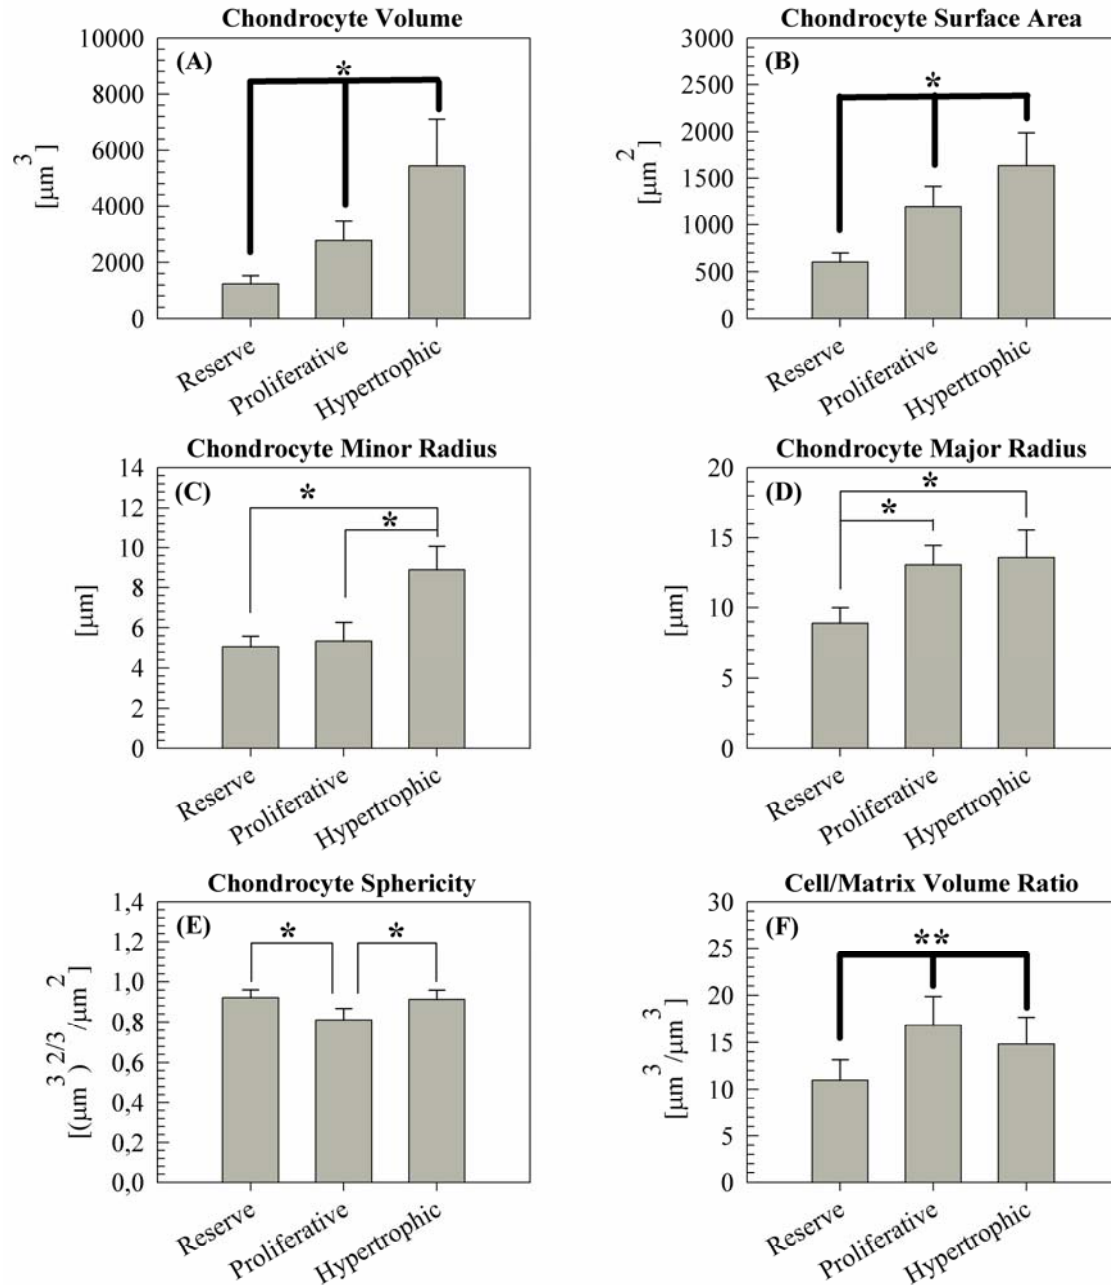 Chondrocyte Volume
(A)
*
10000
8000
6000
4000
2000
0
[μm3]
Reserve
Proliferative
Hypertrophic
Chondrocyte Surface Area
(B)
*
3000
2500
2000
1500
1000
500
0
[μm2]
Reserve
Proliferative
Hypertrophic
Chondrocyte Minor Radius
(C)
*
*
14
12
10
8
6
4
2
0
[μm]
Reserve
Proliferative
Hypertrophic
Chondrocyte Major Radius
(D)
*
*
20
15
10
5
0
[μm]
Reserve
Proliferative
Hypertrophic
Chondrocyte Sphericity
(E)
*
*
1,4
1,2
1,0
0,8
0,6
0,4
0,2
0,0
[(μm3)2/3/μm2]
Reserve
Proliferative
Hypertrophic
Cell/Matrix Volume Ratio
(F)
**
30
25
20
15
10
5
0
[μm3/μm3]
Reserve
Proliferative
Hypertrophic